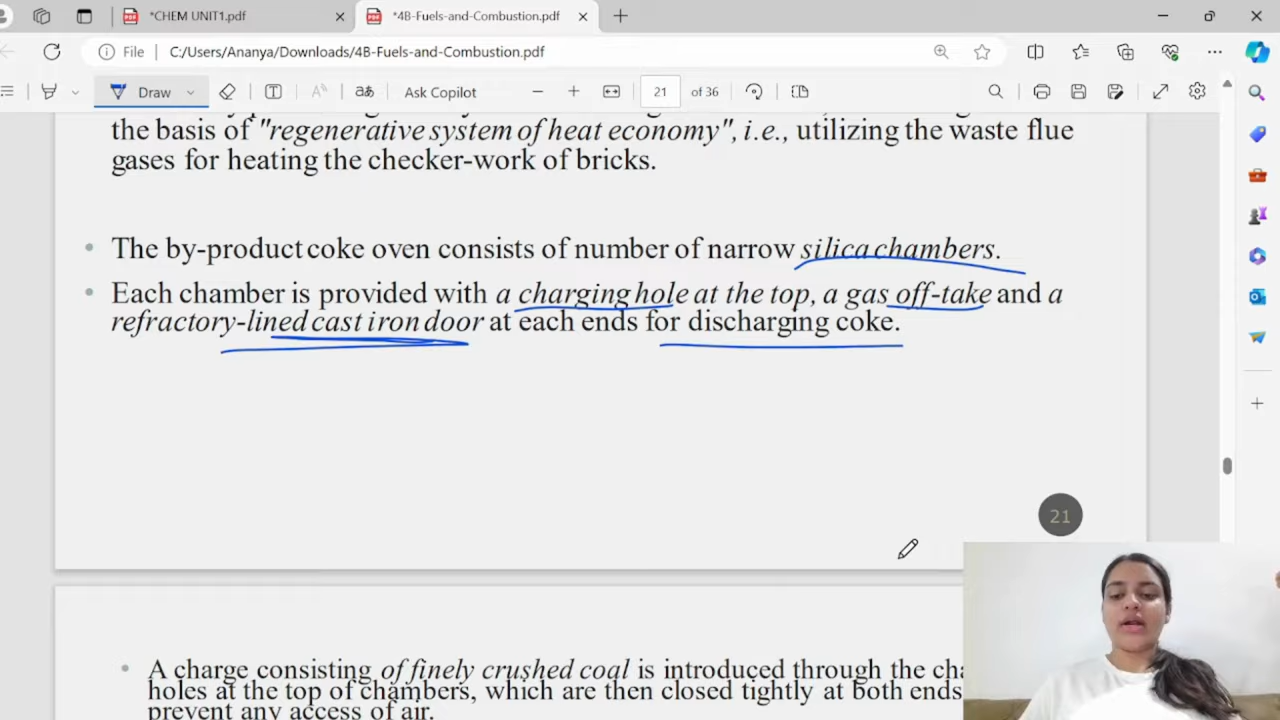 *CHEM UNIT1.pdf
*4B-Fuels-and-Combustion.pdf
File
C:/Users/Ananya/Downloads/4B-Fuels-and-Combustion.pdf
Draw
Ask Copilot
21 of 36
the basis of "regenerative system of heat economy", i.e., utilizing the waste flue
gases for heating the checker-work of bricks.
• The by-product coke oven consists of number of narrow silica chambers.
• Each chamber is provided with a charging hole at the top, a gas off-take and a
refractory-lined cast iron door at each ends for discharging coke.
21
• A charge consisting of finely crushed coal is introduced through the
holes at the top of chambers, which are then closed tightly at both ends
prevent any access of air.